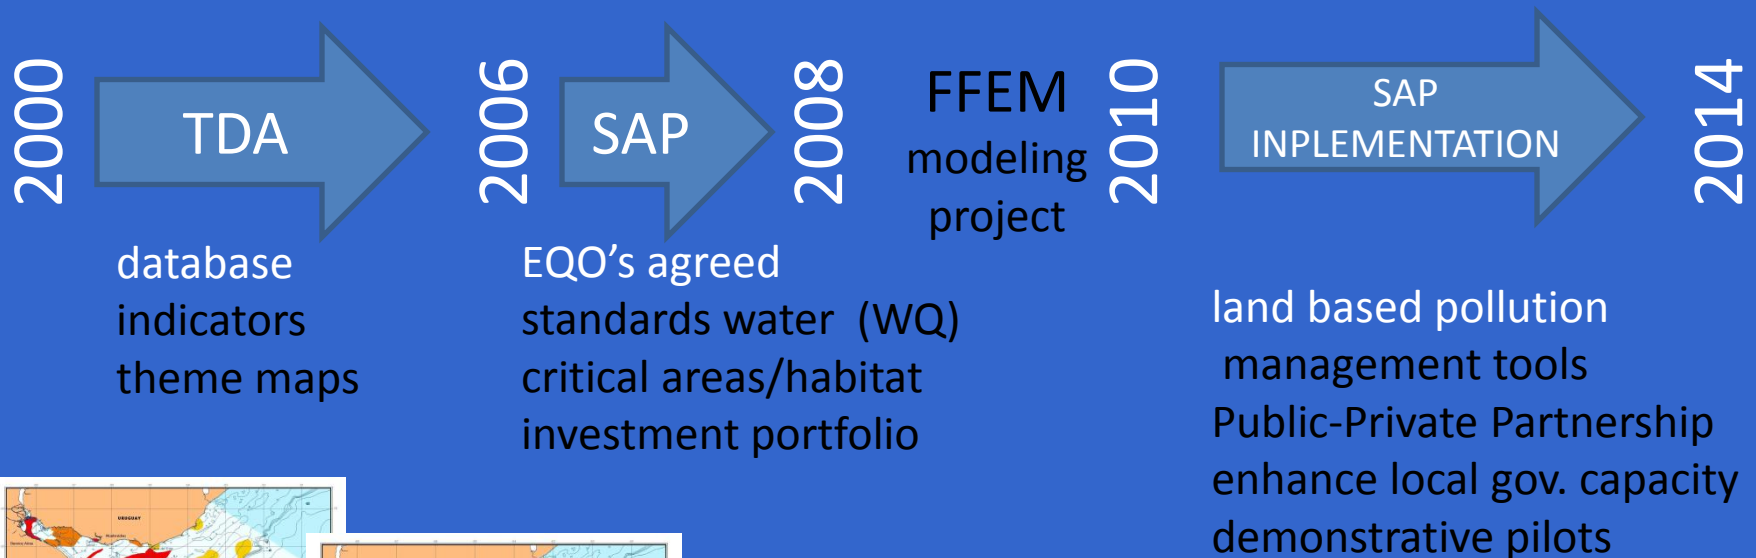 2000
TDA
2006
SAP
2008
FFEM
modeling
project
2010
SAP
INPLEMENTATION
2014
database
indicators
theme maps
EQO’s agreed
standards water (WQ)
critical areas/habitat
investment portfolio
land based pollution
management tools
Public-Private Partnership
enhance local gov. capacity
demonstrative pilots
URUGUAY